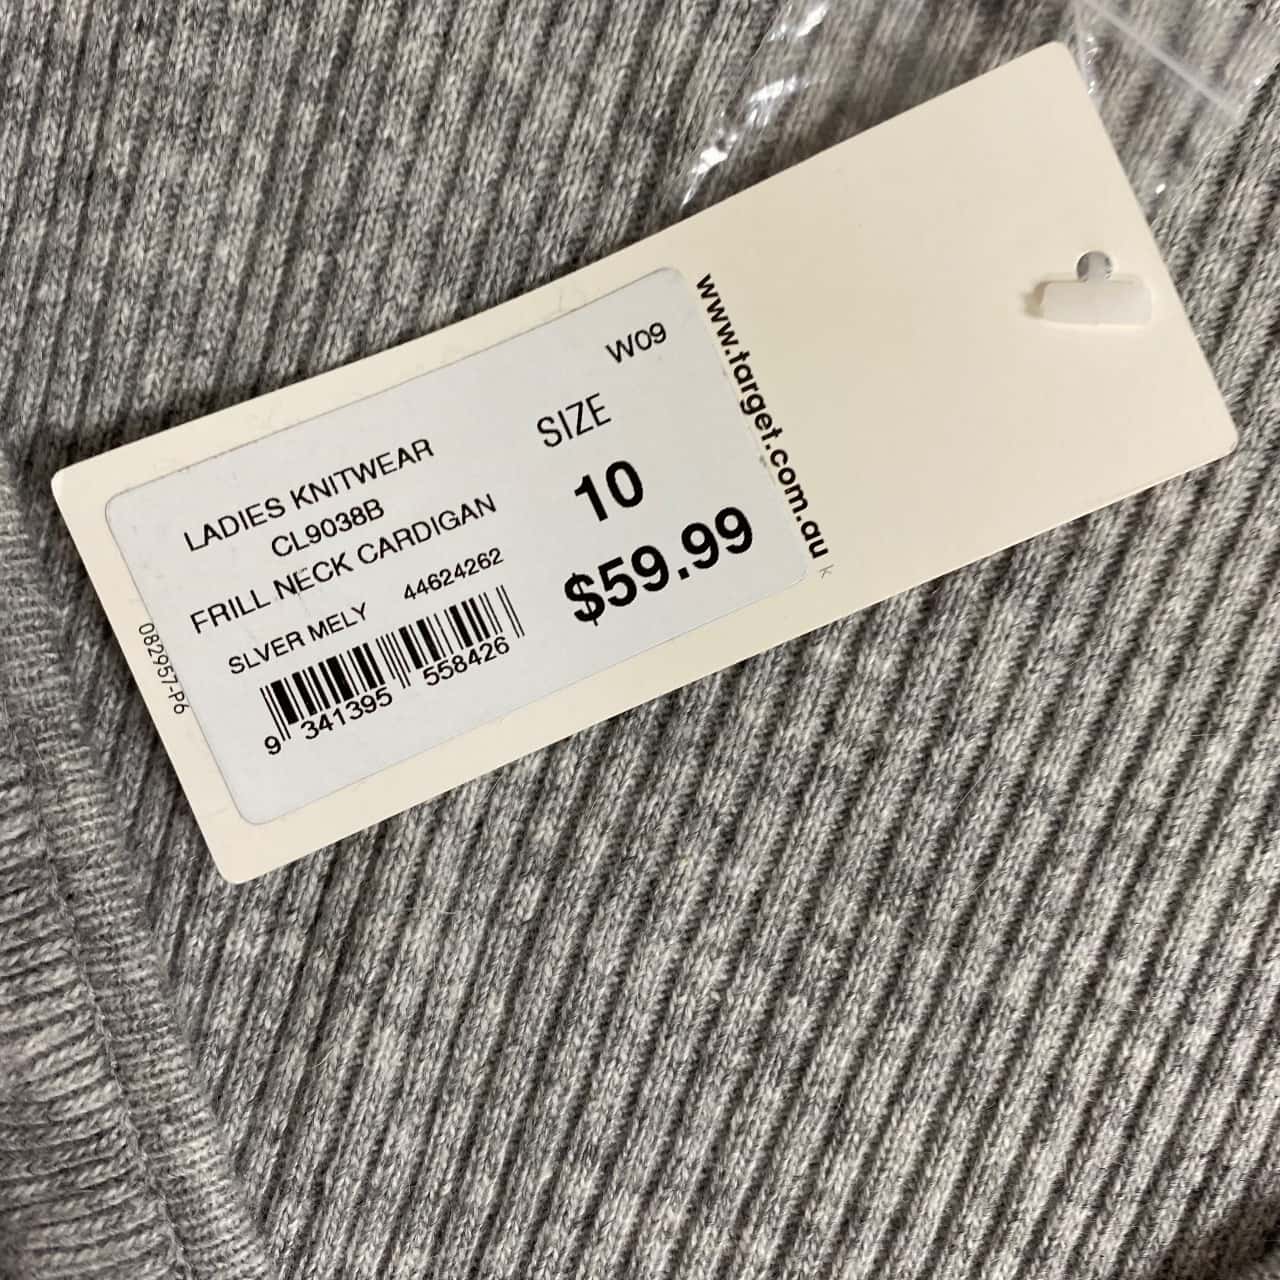 W09
LADIES KNITWEAR
CL9038B
FRILL NECK CARDIGAN
SLVER MELY 44624262
9 341395 558426
SIZE
10
$59.99
www.target.com.au
K
082957-P6